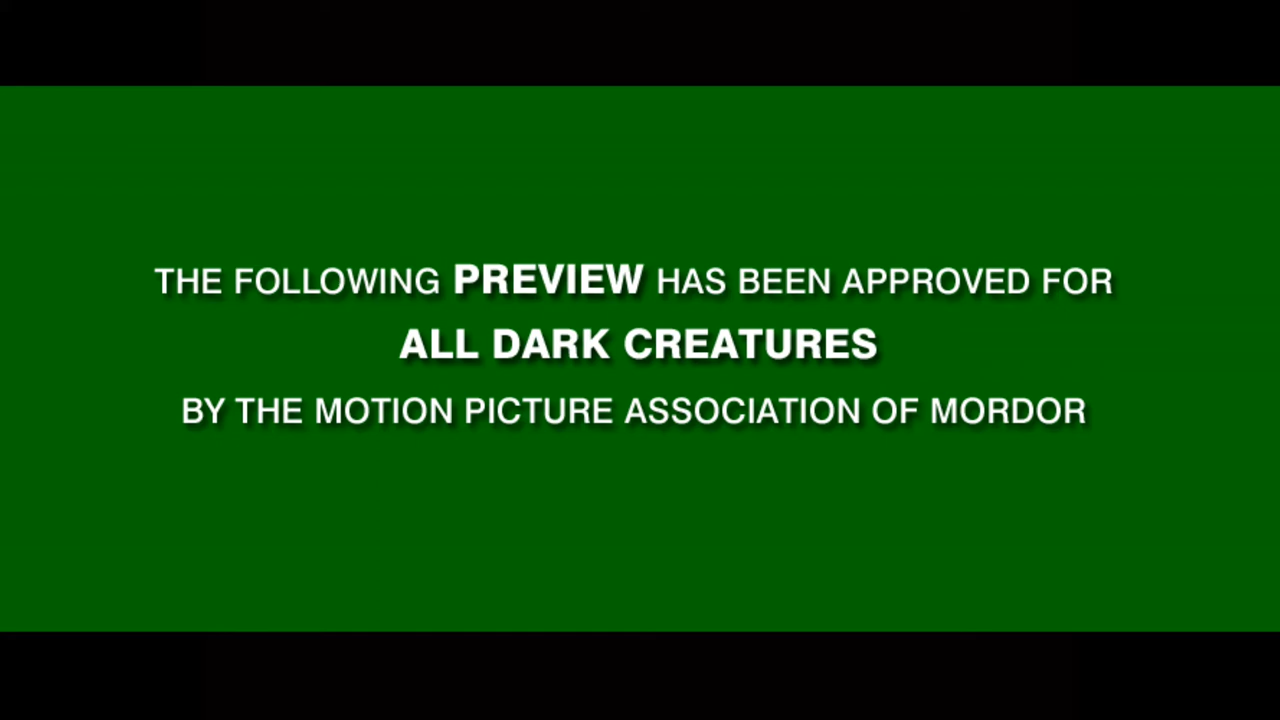 THE FOLLOWING PREVIEW HAS BEEN APPROVED FOR
ALL DARK CREATURES
BY THE MOTION PICTURE ASSOCIATION OF MORDOR